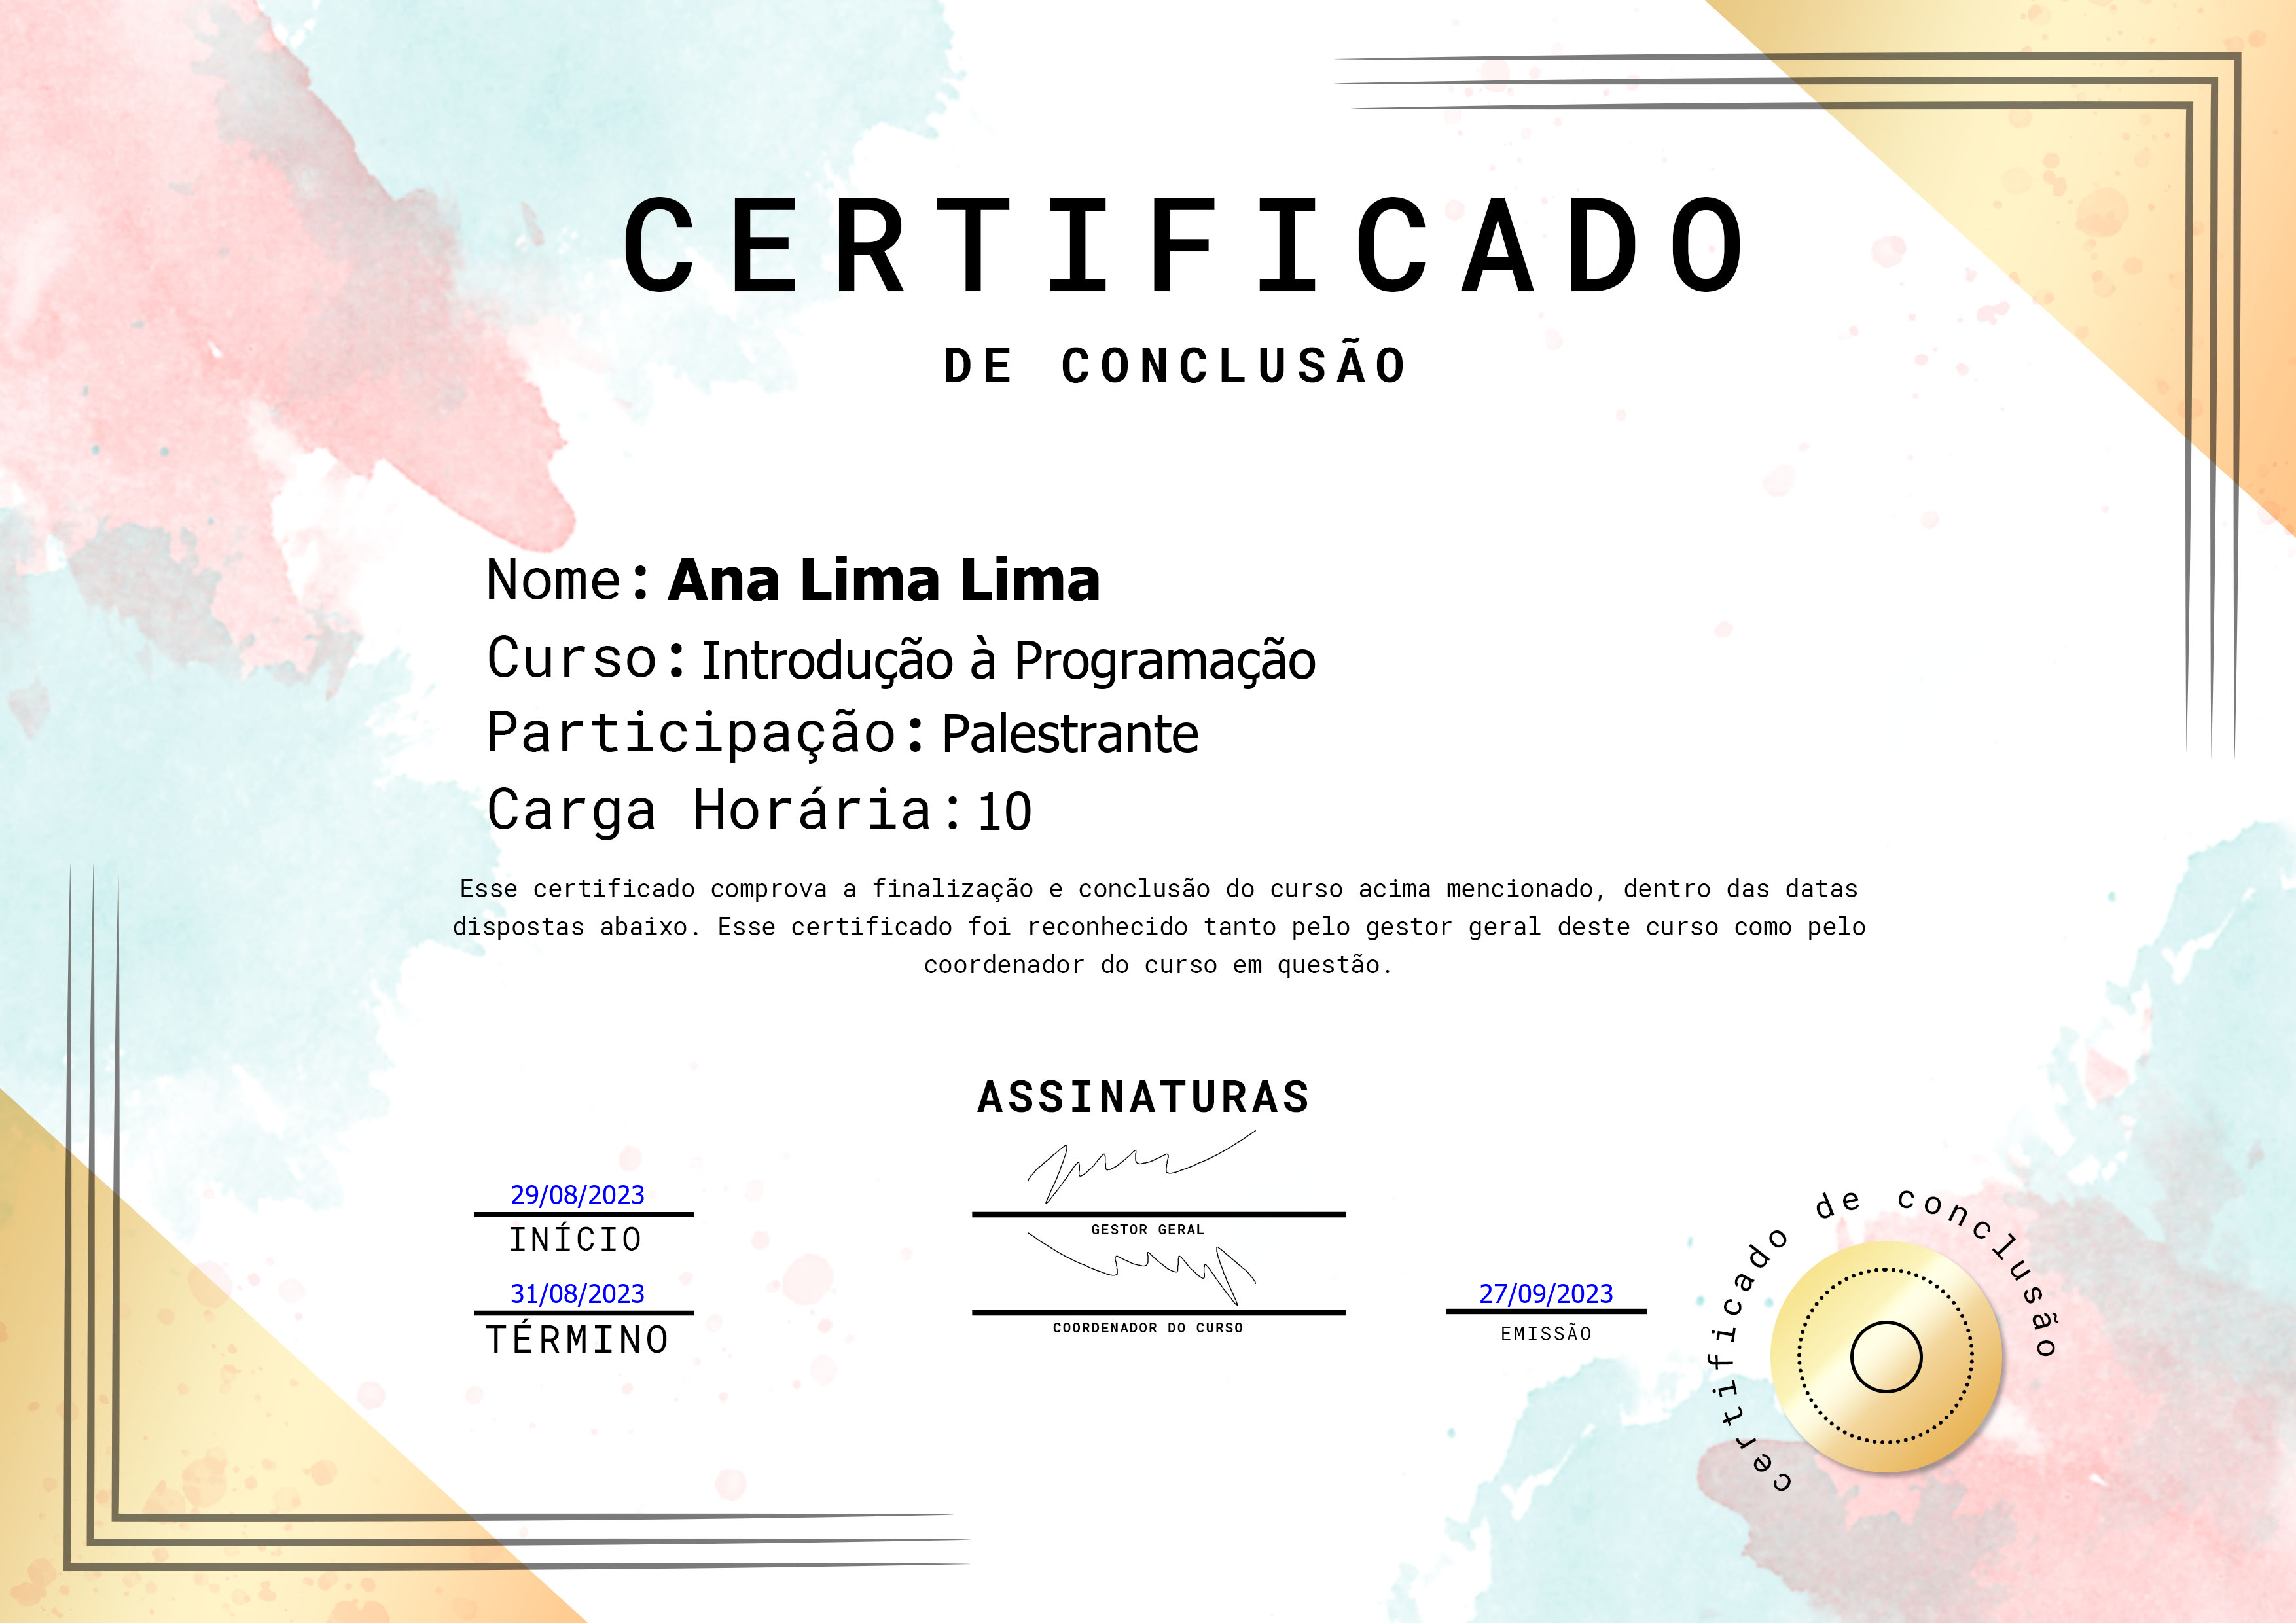 CERTIFICADO
DE CONCLUSÃO
Nome: Ana Lima Lima
Curso: Introdução à Programação
Participação: Palestrante
Carga Horária: 10
Esse certificado comprova a finalização e conclusão do curso acima mencionado, dentro das datas
dispostas abaixo. Esse certificado foi reconhecido tanto pelo gestor geral deste curso como pelo
coordenador do curso em questão.
ASSINATURAS
29/08/2023
INÍCIO
GESTOR GERAL
31/08/2023
TÉRMINO
COORDENADOR DO CURSO
27/09/2023
EMISSÃO
certificado de conclusão